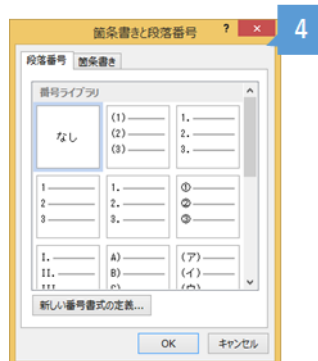 箇条書きと段落番号 ? ×
4
段落番号 箇条書き
番号ライブラリ
なし
(1)
(2)
(3)
1.
2.
3.
1
2
3
1.
2.
3.
①
②
③
I.
II.
III.
A)
B)
C)
(ア)
(イ)
(ウ)
新しい番号書式の定義...
OK キャンセル